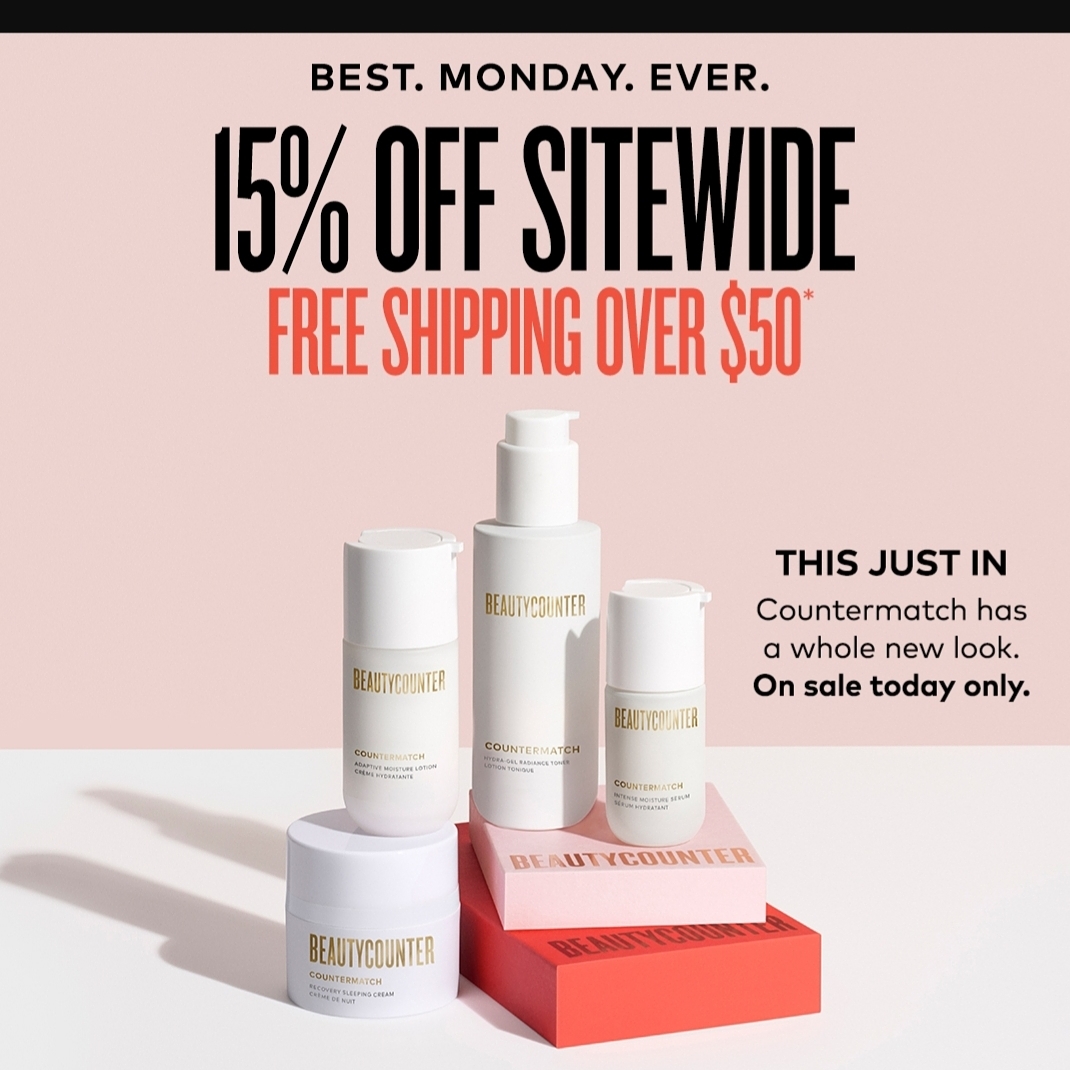 BEST. MONDAY. EVER.
15% OFF SITEWIDE
FREE SHIPPING OVER $50*
THIS JUST IN
Countermatch has
a whole new look.
On sale today only.
BEAUTYCOUNTER
COUNTERMATCH
ADAPTIVE MOISTURE LOTION
CRÈME HYDRATANTE
BEAUTYCOUNTER
COUNTERMATCH
HYDRA-GEL RADIANCE TONER
LOTION TONIQUE
BEAUTYCOUNTER
COUNTERMATCH
INTENSE MOISTURE SERUM
SÉRUM HYDRATANT
BEAUTYCOUNTER
BEAUTYCOUNTER
BEAUTYCOUNTER
COUNTERMATCH
RECOVERY SLEEPING CREAM
CRÈME DE NUIT